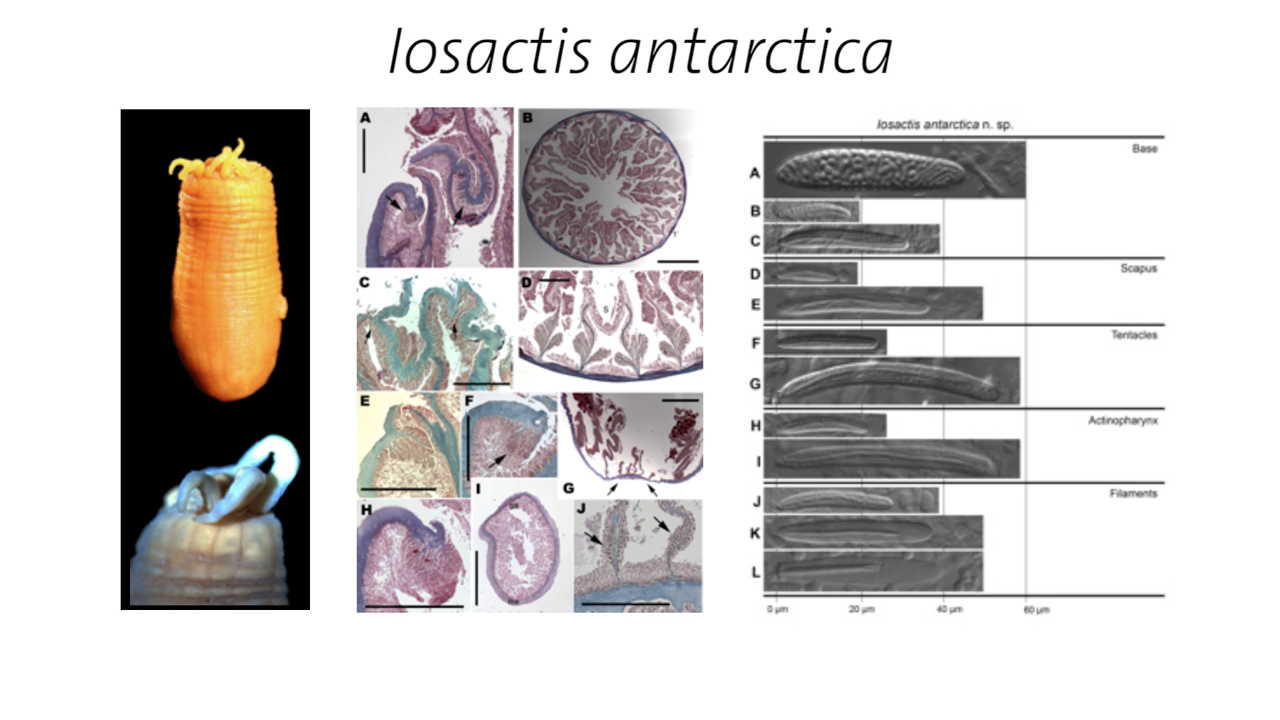 Iosactis antarctica
A
B
C
D
S
E
F
G
H
I
J
Iosactis antarctica n. sp.
A
Base
B
C
D
Scapus
E
F
Tentacles
G
H
Actinopharynx
I
J
Filaments
K
L
0 µm 20 µm 40 µm 60 µm